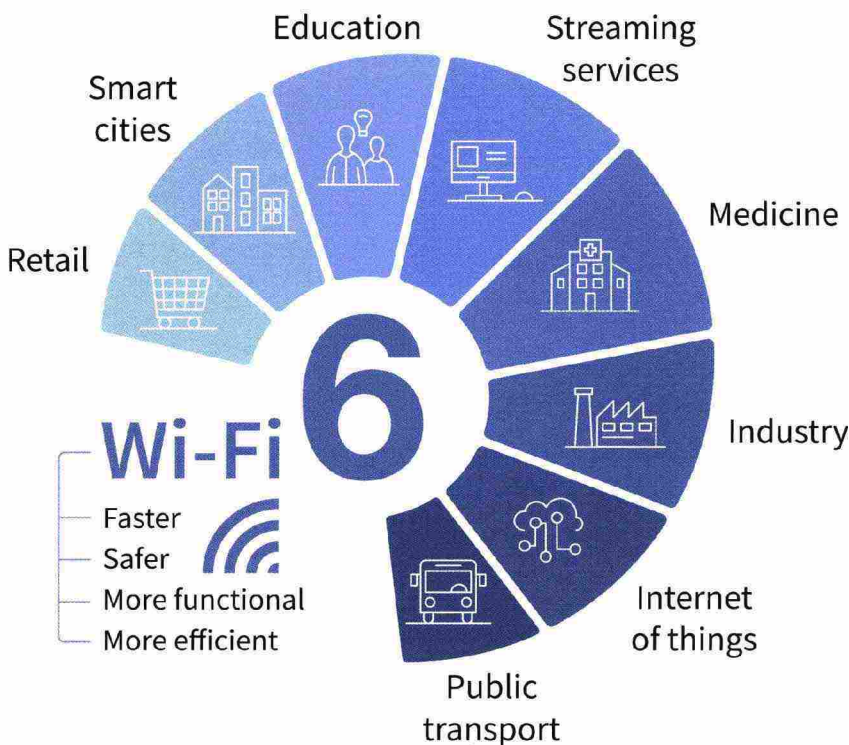 Education
Streaming
services
Smart
cities
Medicine
Retail
6
Wi-Fi
Industry
Faster
Safer
More functional
More efficient
Internet
of things
Public
transport